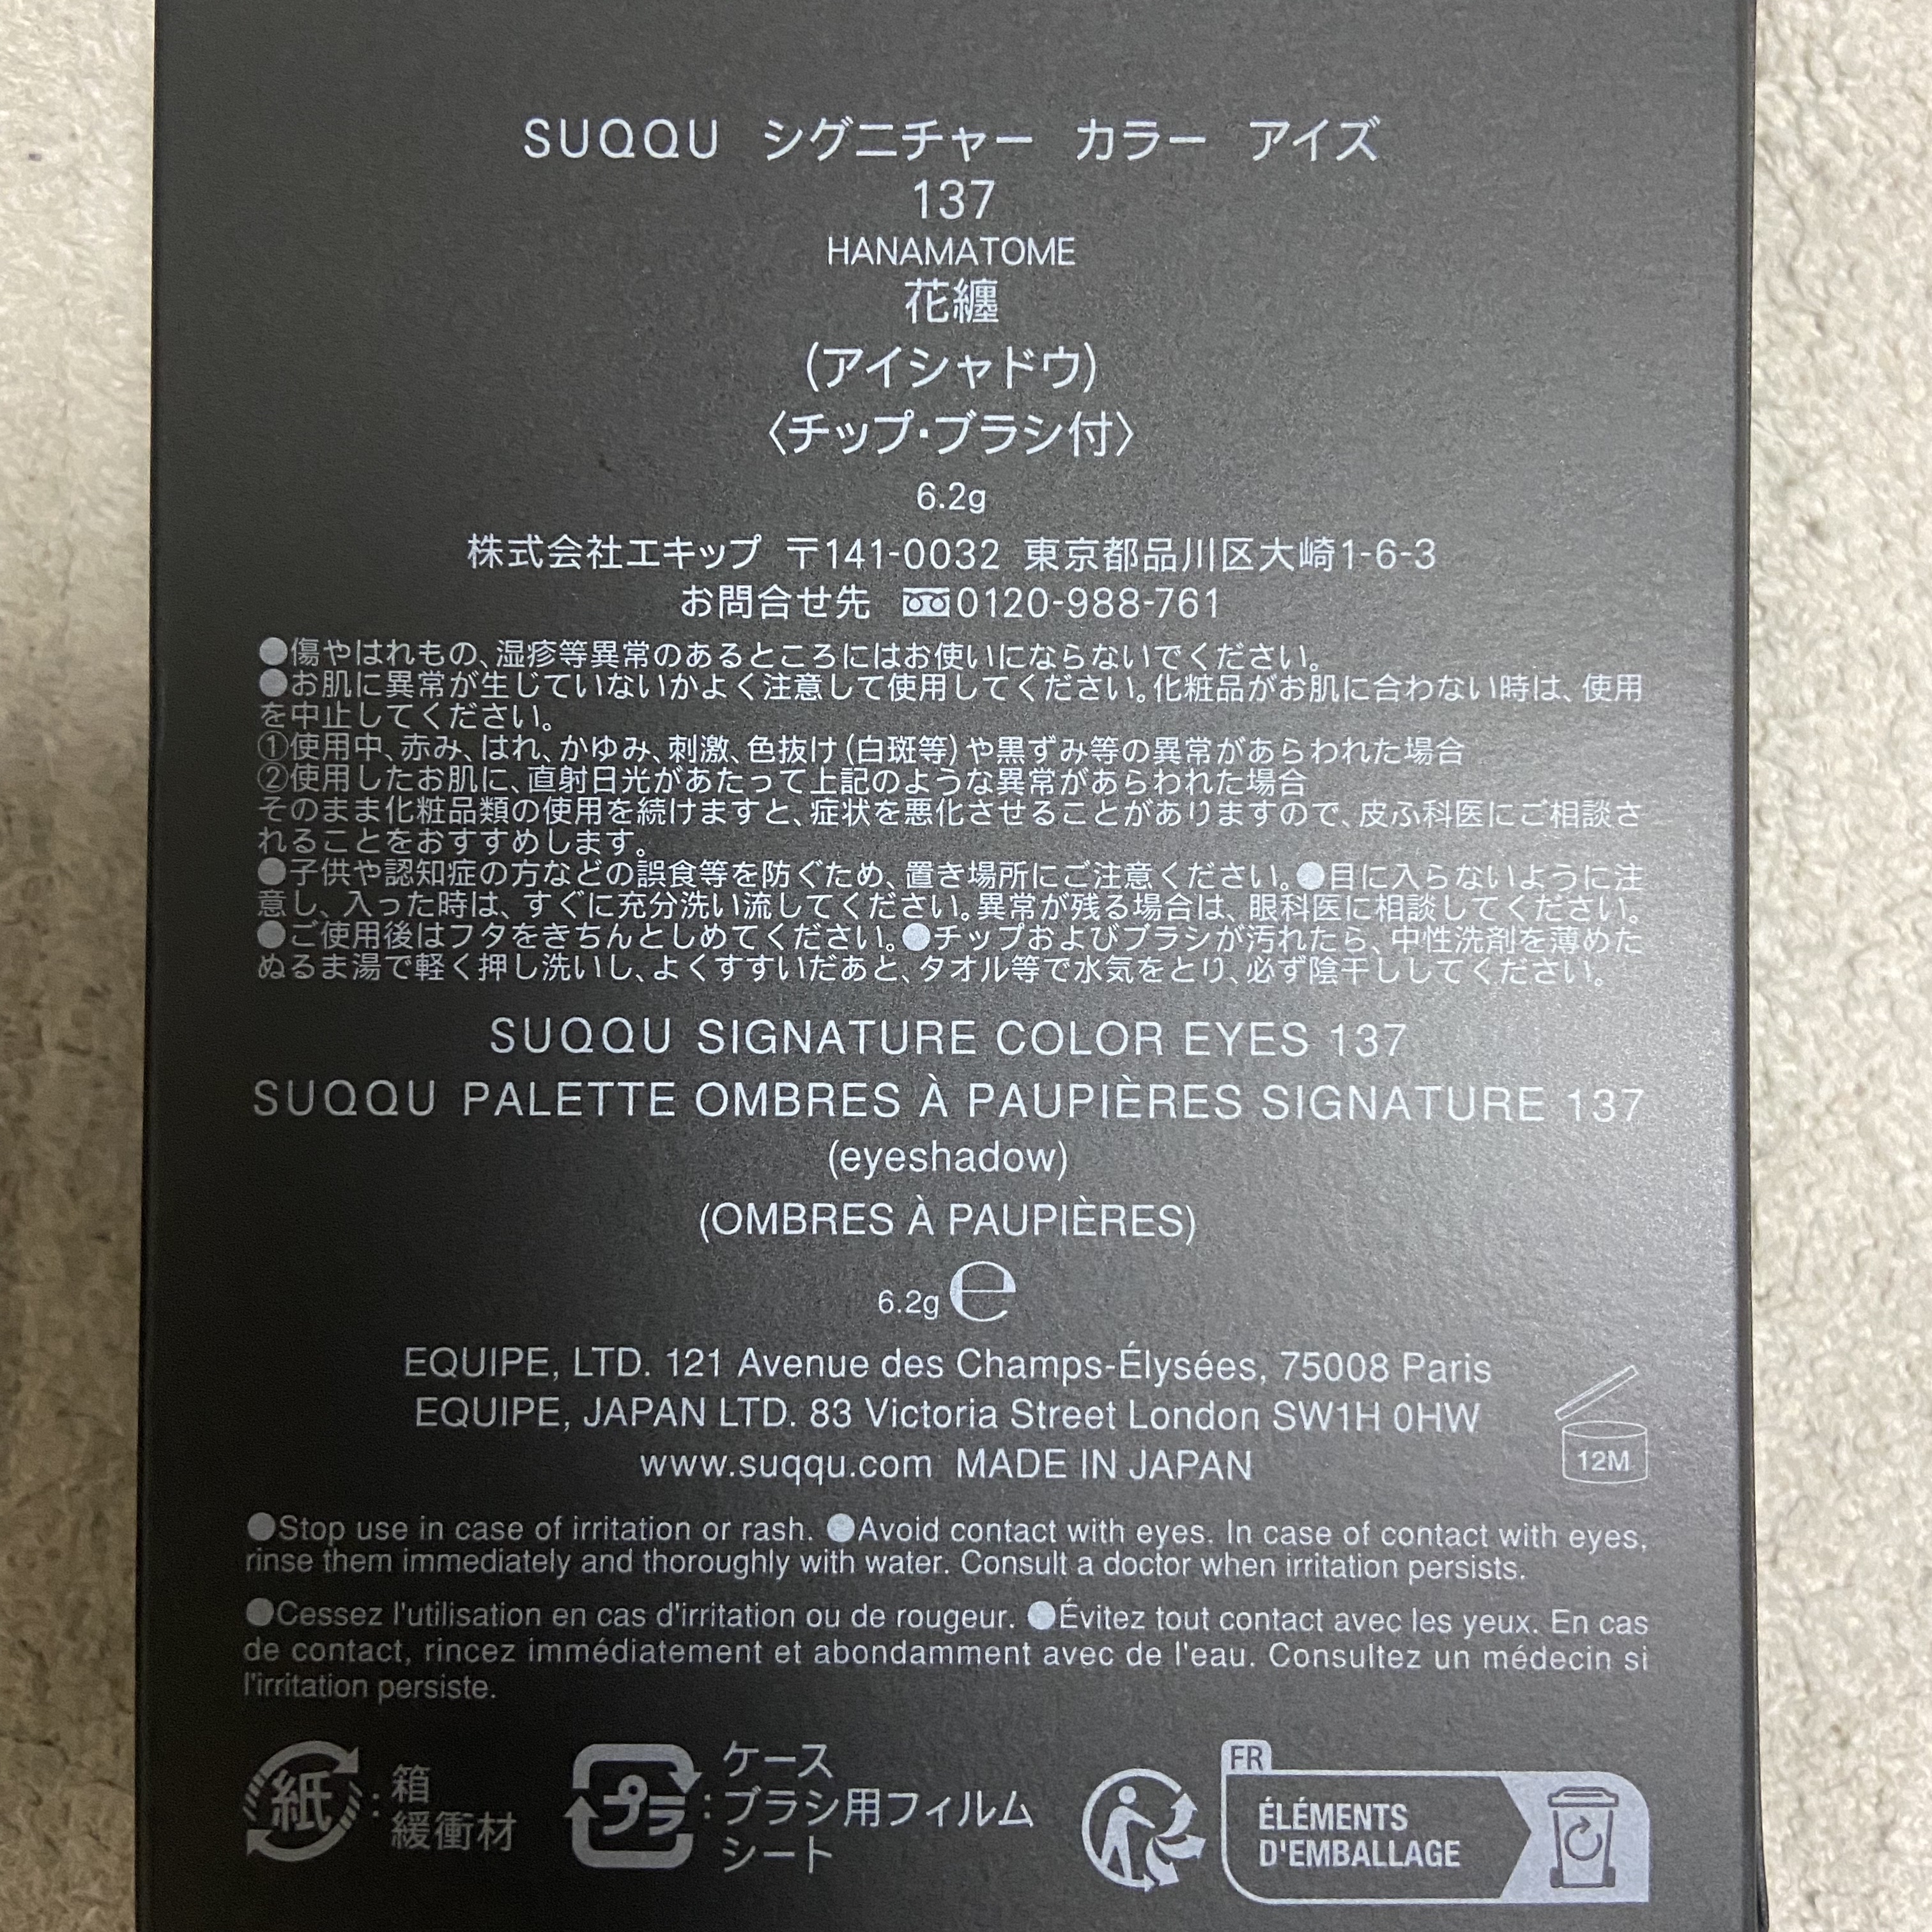 SUQQU シグニチャー カラー アイズ
137
HANAMATOME
花纏
(アイシャドウ)
〈チップ・ブラシ付〉
6.2g
株式会社エキップ 〒141-0032 東京都品川区大崎1-6-3
お問合せ先 0120-988-761
●傷やはれもの、湿疹等異常のあるところにはお使いにならないでください。
●お肌に異常が生じていないかよく注意して使用してください。化粧品がお肌に合わない時は、使用
を中止してください。
①使用中、赤み、はれ、かゆみ、刺激、色抜け(白斑等)や黒ずみ等の異常があらわれた場合
②使用したお肌に、直射日光があたって上記のような異常があらわれた場合
そのまま化粧品類の使用を続けますと、症状を悪化させることがありますので、皮ふ科医にご相談さ
れることをおすすめします。
●子供や認知症の方などの誤食等を防ぐため、置き場所にご注意ください。●目に入らないように注
意し、入った時は、すぐに充分洗い流してください。異常が残る場合は、眼科医に相談してください。
●ご使用後はフタをきちんとしめてください。●チップおよびブラシが汚れたら、中性洗剤を薄めた
ぬるま湯で軽く押し洗いし、よくすすいだあと、タオル等で水気をとり、必ず陰干ししてください。
SUQQU SIGNATURE COLOR EYES 137
SUQQU PALETTE OMBRES À PAUPIÈRES SIGNATURE 137
(eyeshadow)
(OMBRES À PAUPIÈRES)
6.2g ℮
EQUIPE, LTD. 121 Avenue des Champs-Élysées, 75008 Paris
EQUIPE, JAPAN LTD. 83 Victoria Street London SW1H 0HW
www.suqqu.com MADE IN JAPAN
12M
●Stop use in case of irritation or rash. ●Avoid contact with eyes. In case of contact with eyes,
rinse them immediately and thoroughly with water. Consult a doctor when irritation persists.
●Cessez l'utilisation en cas d'irritation ou de rougeur. ●Évitez tout contact avec les yeux. En cas
de contact, rincez immédiatement et abondamment avec de l'eau. Consultez un médecin si
l'irritation persiste.
紙:箱
緩衝材
プラ:ケース
ブラシ用フィルム
シート
FR
ÉLÉMENTS
D'EMBALLAGE